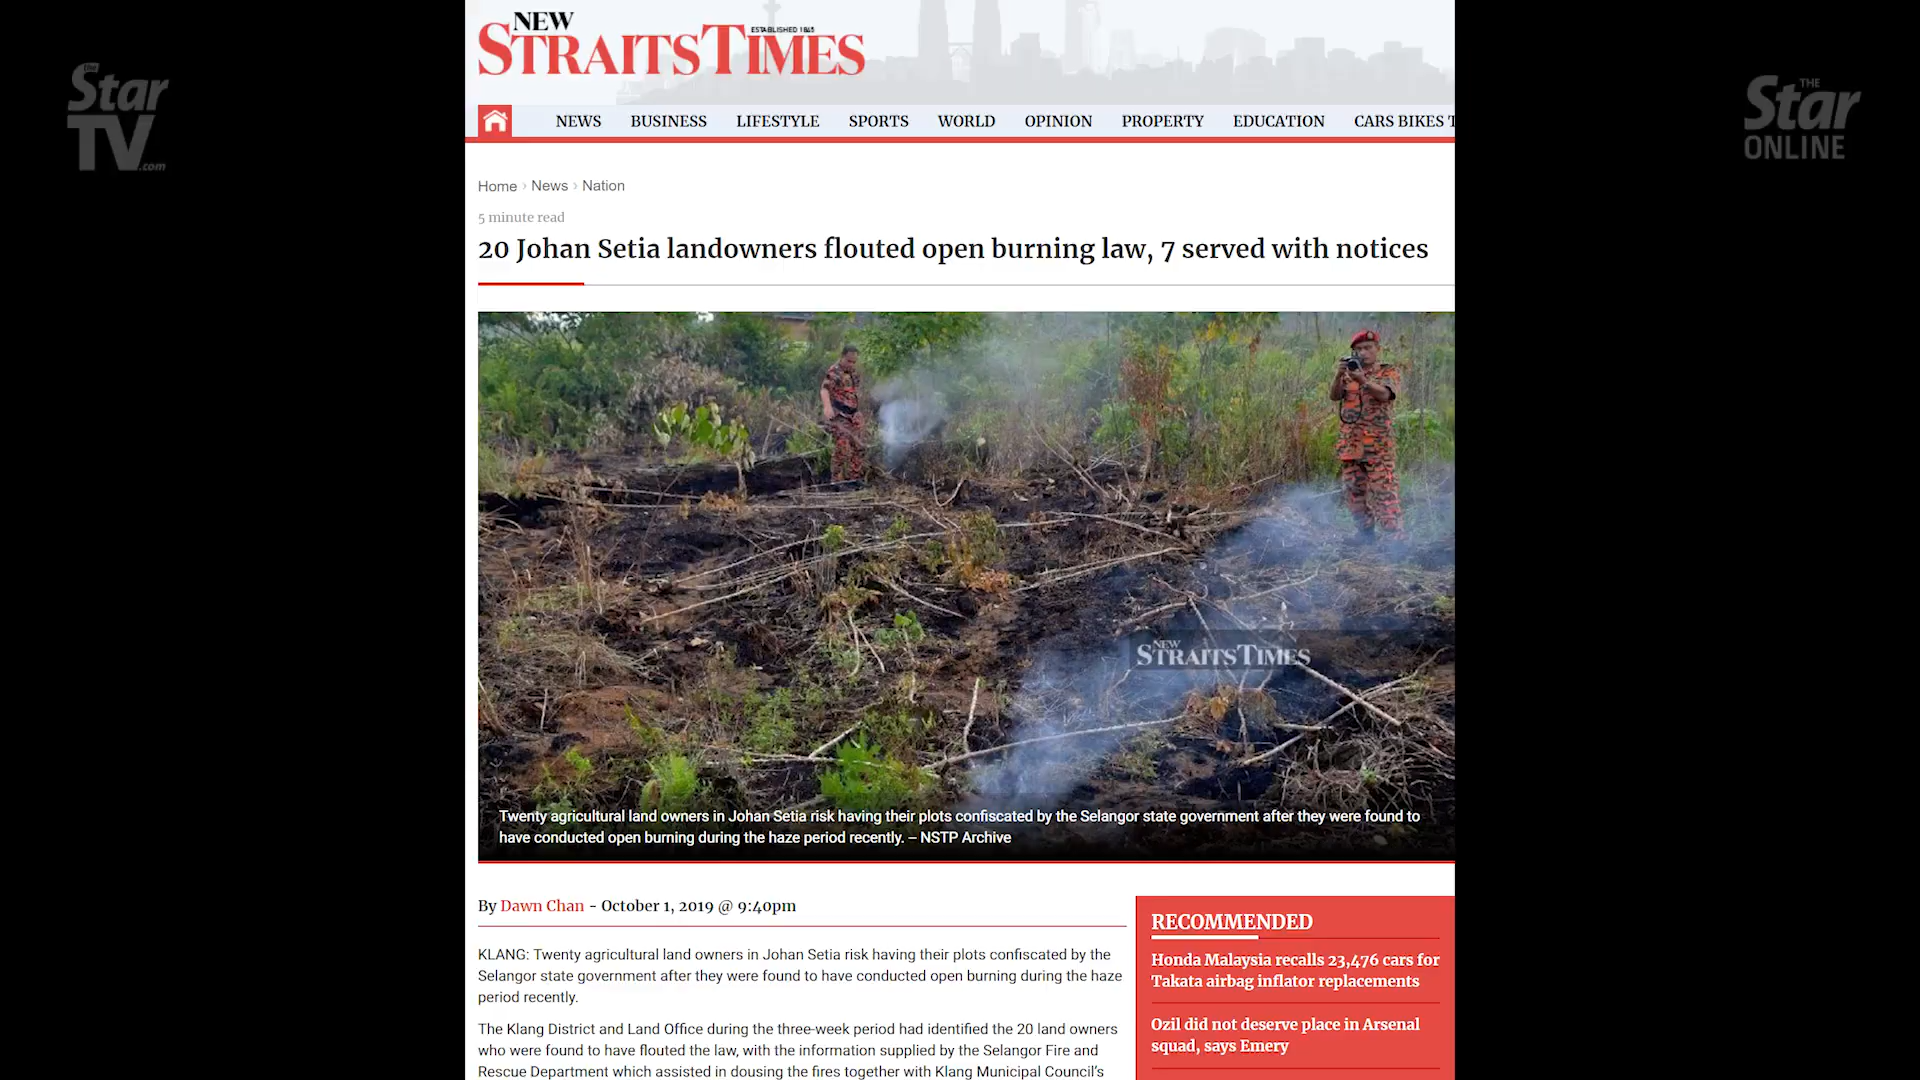 the
Star
TV
.com
THE
Star
ONLINE
NEW
STRAITS TIMES
ESTABLISHED 1845
NEWS BUSINESS LIFESTYLE SPORTS WORLD OPINION PROPERTY EDUCATION CARS BIKES T
Home › News › Nation
5 minute read
20 Johan Setia landowners flouted open burning law, 7 served with notices
NEW
STRAITS TIMES
Twenty agricultural land owners in Johan Setia risk having their plots confiscated by the Selangor state government after they were found to
have conducted open burning during the haze period recently. – NSTP Archive
By Dawn Chan - October 1, 2019 @ 9:40pm
KLANG: Twenty agricultural land owners in Johan Setia risk having their plots confiscated by the
Selangor state government after they were found to have conducted open burning during the haze
period recently.
The Klang District and Land Office during the three-week period had identified the 20 land owners
who were found to have flouted the law, with the information supplied by the Selangor Fire and
Rescue Department which assisted in dousing the fires together with Klang Municipal Council's
RECOMMENDED
Honda Malaysia recalls 23,476 cars for
Takata airbag inflator replacements
Ozil did not deserve place in Arsenal
squad, says Emery